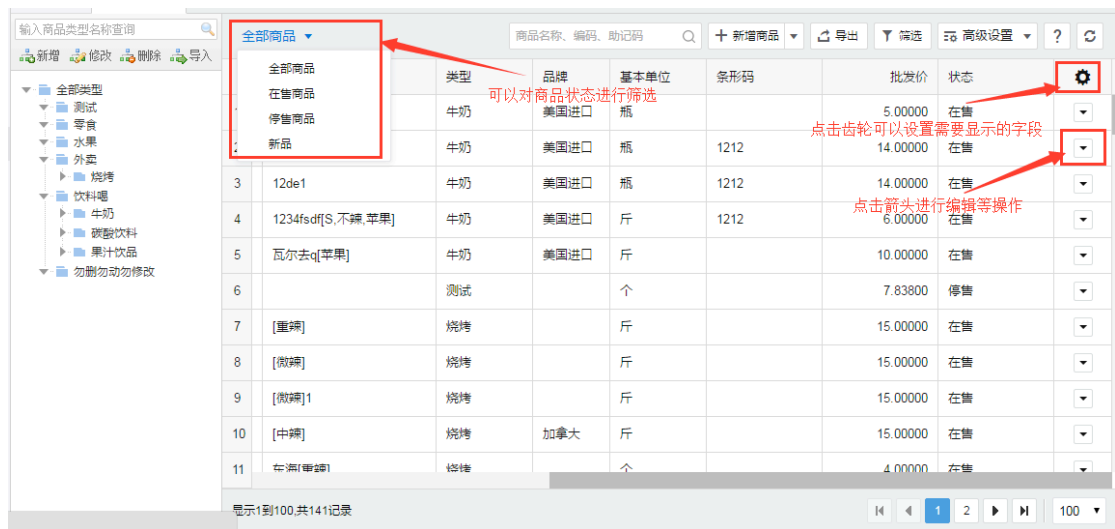 输入商品类型名称查询
新增 修改 删除 导入
全部类型
测试
零食
水果
外卖
烧烤
饮料喝
牛奶
碳酸饮料
果汁饮品
勿删勿动勿修改
全部商品
商品名称、编码、助记码 新增商品 导出 筛选 高级设置 ?
全部商品
在售商品
停售商品
新品
可以对商品状态进行筛选
点击齿轮可以设置需要显示的字段
点击箭头进行编辑等操作
类型 品牌 基本单位 条形码 批发价 状态
牛奶 美国进口 瓶 5.00000 在售
牛奶 美国进口 瓶 1212 14.00000 在售
3 12de1 牛奶 美国进口 瓶 1212 14.00000 在售
4 1234fsdf[S,不辣,苹果] 牛奶 美国进口 斤 1212 6.00000 在售
5 瓦尔去q[苹果] 牛奶 美国进口 斤 10.00000 在售
6 测试 个 7.83800 停售
7 [重辣] 烧烤 斤 15.00000 在售
8 [微辣] 烧烤 斤 15.00000 在售
9 [微辣]1 烧烤 斤 15.00000 在售
10 [中辣] 烧烤 加拿大 斤 15.00000 在售
11 东海[重辣] 烧烤 个 4.00000 在售
显示1到100,共141记录 1 2 100